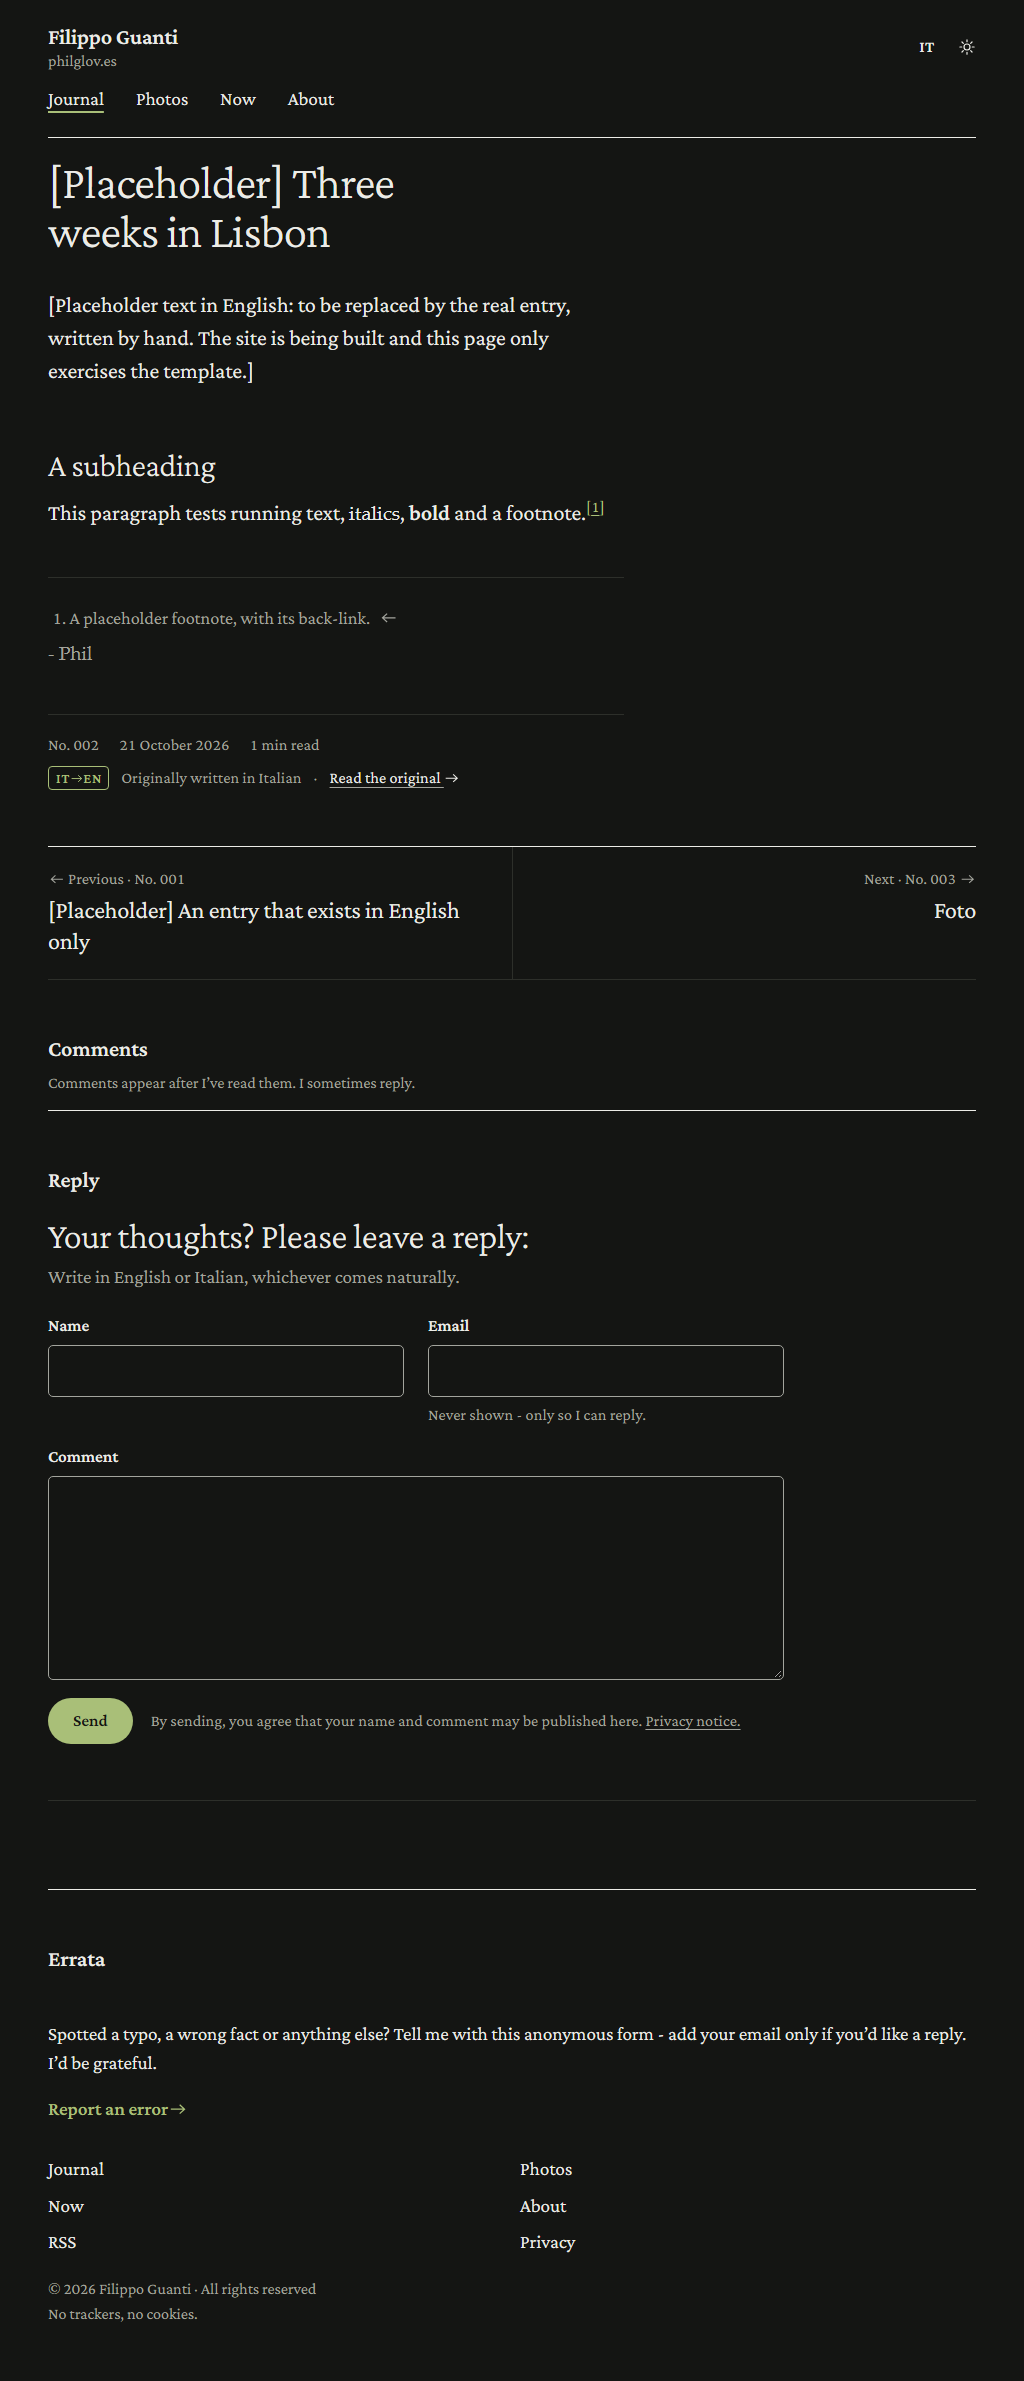 Filippo Guanti
philglov.es
IT
Journal Photos Now About
[Placeholder] Three
weeks in Lisbon
[Placeholder text in English: to be replaced by the real entry,
written by hand. The site is being built and this page only
exercises the template.]
A subheading
This paragraph tests running text, italics, bold and a footnote.[1]
1. A placeholder footnote, with its back-link. ←
- Phil
No. 002 21 October 2026 1 min read
IT→EN Originally written in Italian · Read the original →
← Previous · No. 001
[Placeholder] An entry that exists in English
only
Next · No. 003 →
Foto
Comments
Comments appear after I’ve read them. I sometimes reply.
Reply
Your thoughts? Please leave a reply:
Write in English or Italian, whichever comes naturally.
Name Email
Never shown - only so I can reply.
Comment
Send By sending, you agree that your name and comment may be published here. Privacy notice.
Errata
Spotted a typo, a wrong fact or anything else? Tell me with this anonymous form - add your email only if you’d like a reply.
I’d be grateful.
Report an error→
Journal Photos
Now About
RSS Privacy
© 2026 Filippo Guanti · All rights reserved
No trackers, no cookies.